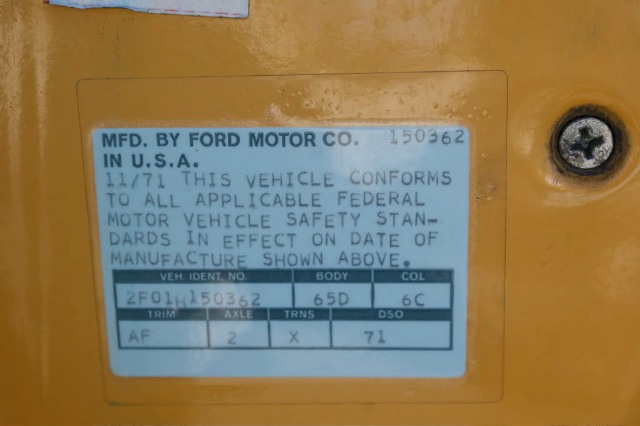 MFD. BY FORD MOTOR CO. 150362
IN U.S.A.
11/71 THIS VEHICLE CONFORMS
TO ALL APPLICABLE FEDERAL
MOTOR VEHICLE SAFETY STAN-
DARDS IN EFFECT ON DATE OF
MANUFACTURE SHOWN ABOVE.
VEH. IDENT. NO. BODY COL
2F01H150362 65D 6C
TRIM AXLE TRNS DSO
AF 2 X 71